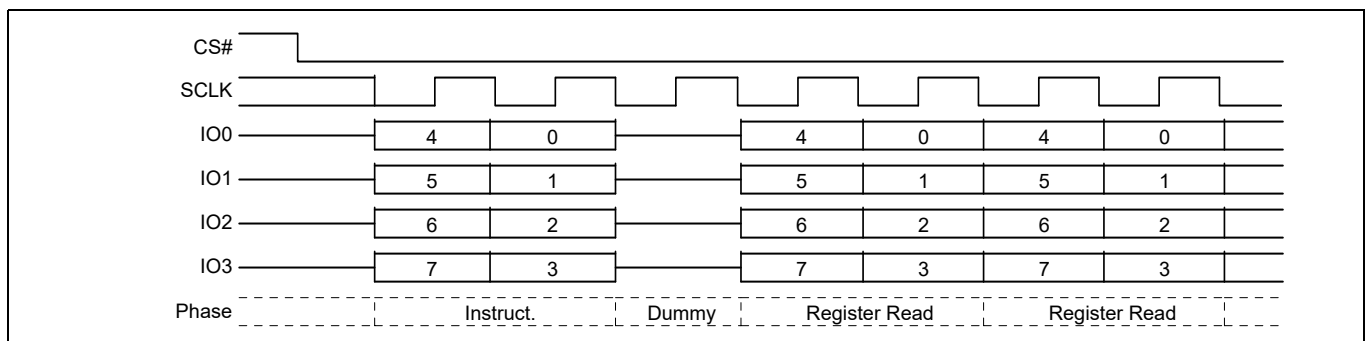 CS#
SCLK
IO0 4 0 4 0 4 0
IO1 5 1 5 1 5 1
IO2 6 2 6 2 6 2
IO3 7 3 7 3 7 3
Phase Instruct. Dummy Register Read Register Read